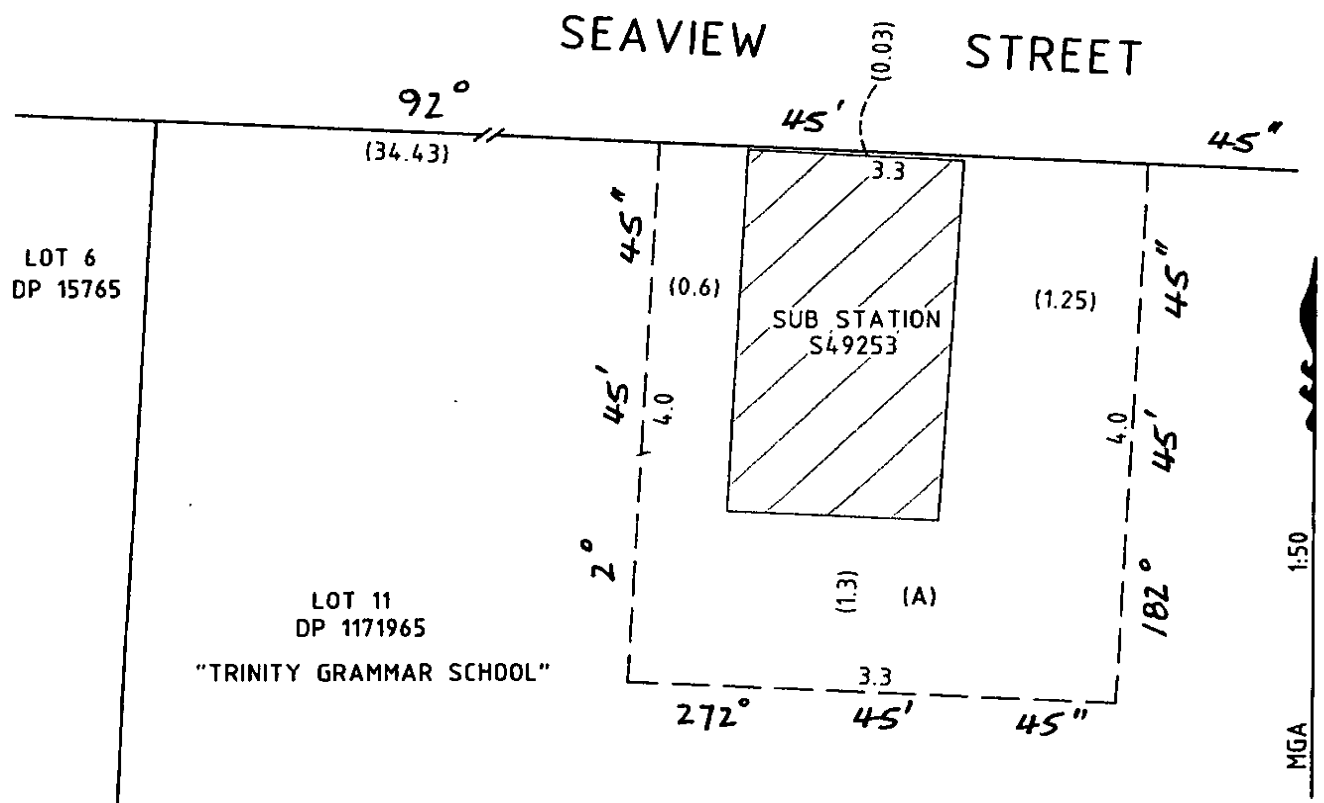 SEAVIEW STREET
(0.03)
92° 45' 45"
(34.43)
3.3
LOT 6
DP 15765
45"
45'
2°
4.0
(0.6)
SUB STATION
S49253
(1.25)
45"
45'
182°
4.0
(1.3)
(A)
LOT 11
DP 1171965
"TRINITY GRAMMAR SCHOOL"
3.3
272° 45' 45"
1:50
MGA